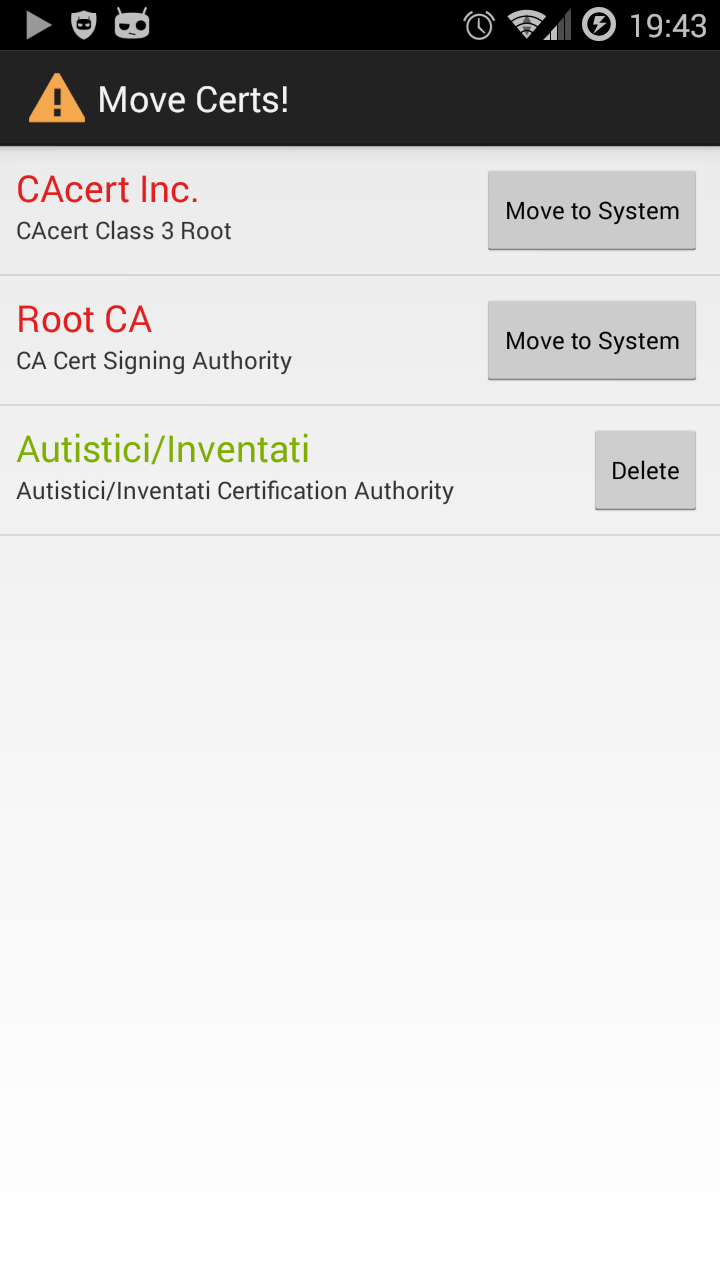 19:43
Move Certs!
CAcert Inc.
CAcert Class 3 Root
Move to System
Root CA
CA Cert Signing Authority
Move to System
Autistici/Inventati
Autistici/Inventati Certification Authority
Delete